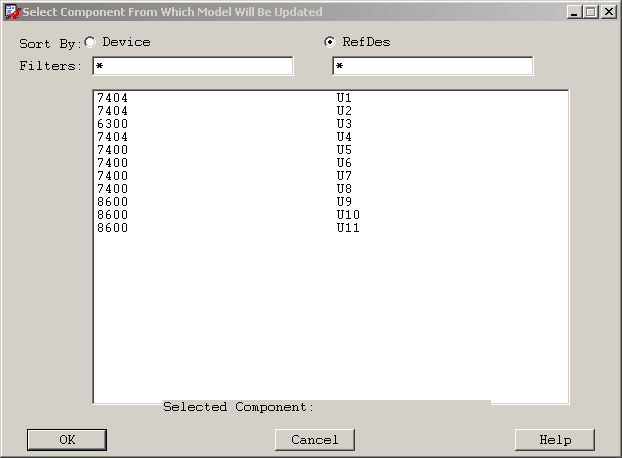 Select Component From Which Model Will Be Updated
Sort By: Device RefDes
Filters: * *
7404 U1
7404 U2
6300 U3
7404 U4
7400 U5
7400 U6
7400 U7
7400 U8
8600 U9
8600 U10
8600 U11
Selected Component:
OK Cancel Help